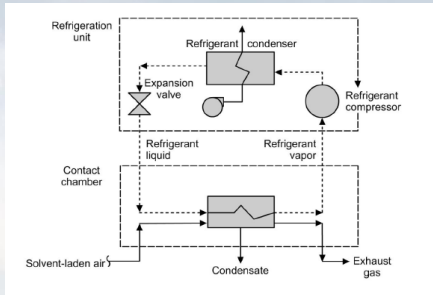 Refrigeration
unit
Refrigerant condenser
Expansion
valve
Refrigerant
compressor
Refrigerant
liquid
Refrigerant
vapor
Contact
chamber
Solvent-laden air
Condensate
Exhaust
gas